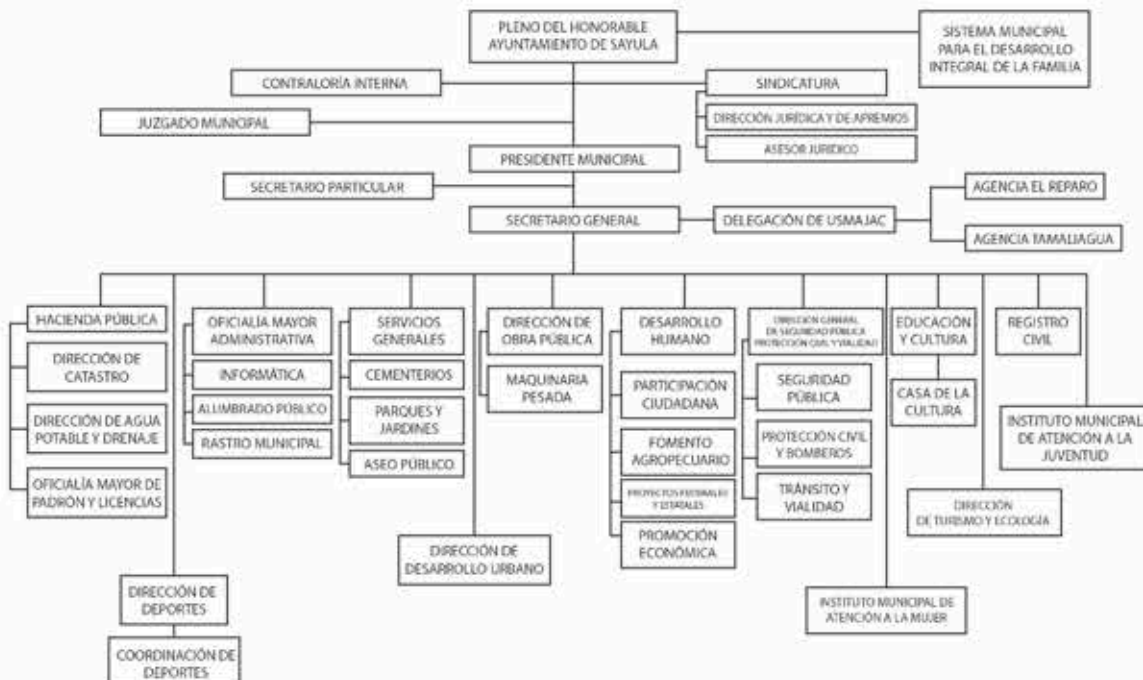 PLENO DEL HONORABLE
AYUNTAMIENTO DE SAYULA
SISTEMA MUNICIPAL
PARA EL DESARROLLO
INTEGRAL DE LA FAMILIA
CONTRALORÍA INTERNA
SINDICATURA
DIRECCIÓN JURÍDICA Y DE APREMIOS
ASESOR JURÍDICO
JUZGADO MUNICIPAL
PRESIDENTE MUNICIPAL
SECRETARIO PARTICULAR
SECRETARIO GENERAL
DELEGACIÓN DE USMAJAC
AGENCIA EL REPARO
AGENCIA TAMALIAGUA
HACIENDA PÚBLICA
DIRECCIÓN DE
CATASTRO
DIRECCIÓN DE AGUA
POTABLE Y DRENAJE
OFICIALÍA MAYOR DE
PADRÓN Y LICENCIAS
DIRECCIÓN DE
DEPORTES
COORDINACIÓN DE
DEPORTES
OFICIALÍA MAYOR
ADMINISTRATIVA
INFORMÁTICA
ALUMBRADO PÚBLICO
RASTRO MUNICIPAL
SERVICIOS
GENERALES
CEMENTERIOS
PARQUES Y
JARDINES
ASEO PÚBLICO
DIRECCIÓN DE
DESARROLLO URBANO
DIRECCIÓN DE
OBRA PÚBLICA
MAQUINARIA
PESADA
DESARROLLO
HUMANO
PARTICIPACIÓN
CIUDADANA
FOMENTO
AGROPECUARIO
PROYECTOS FEDERALES
Y ESTATALES
PROMOCIÓN
ECONÓMICA
DIRECCIÓN GENERAL
DE SEGURIDAD PÚBLICA
PROTECCIÓN CIVIL Y VIALIDAD
SEGURIDAD
PÚBLICA
PROTECCIÓN CIVIL
Y BOMBEROS
TRÁNSITO Y
VIALIDAD
INSTITUTO MUNICIPAL DE
ATENCIÓN A LA MUJER
EDUCACIÓN
Y CULTURA
CASA DE LA
CULTURA
DIRECCIÓN
DE TURISMO Y ECOLOGÍA
REGISTRO
CIVIL
INSTITUTO MUNICIPAL
DE ATENCIÓN A LA
JUVENTUD